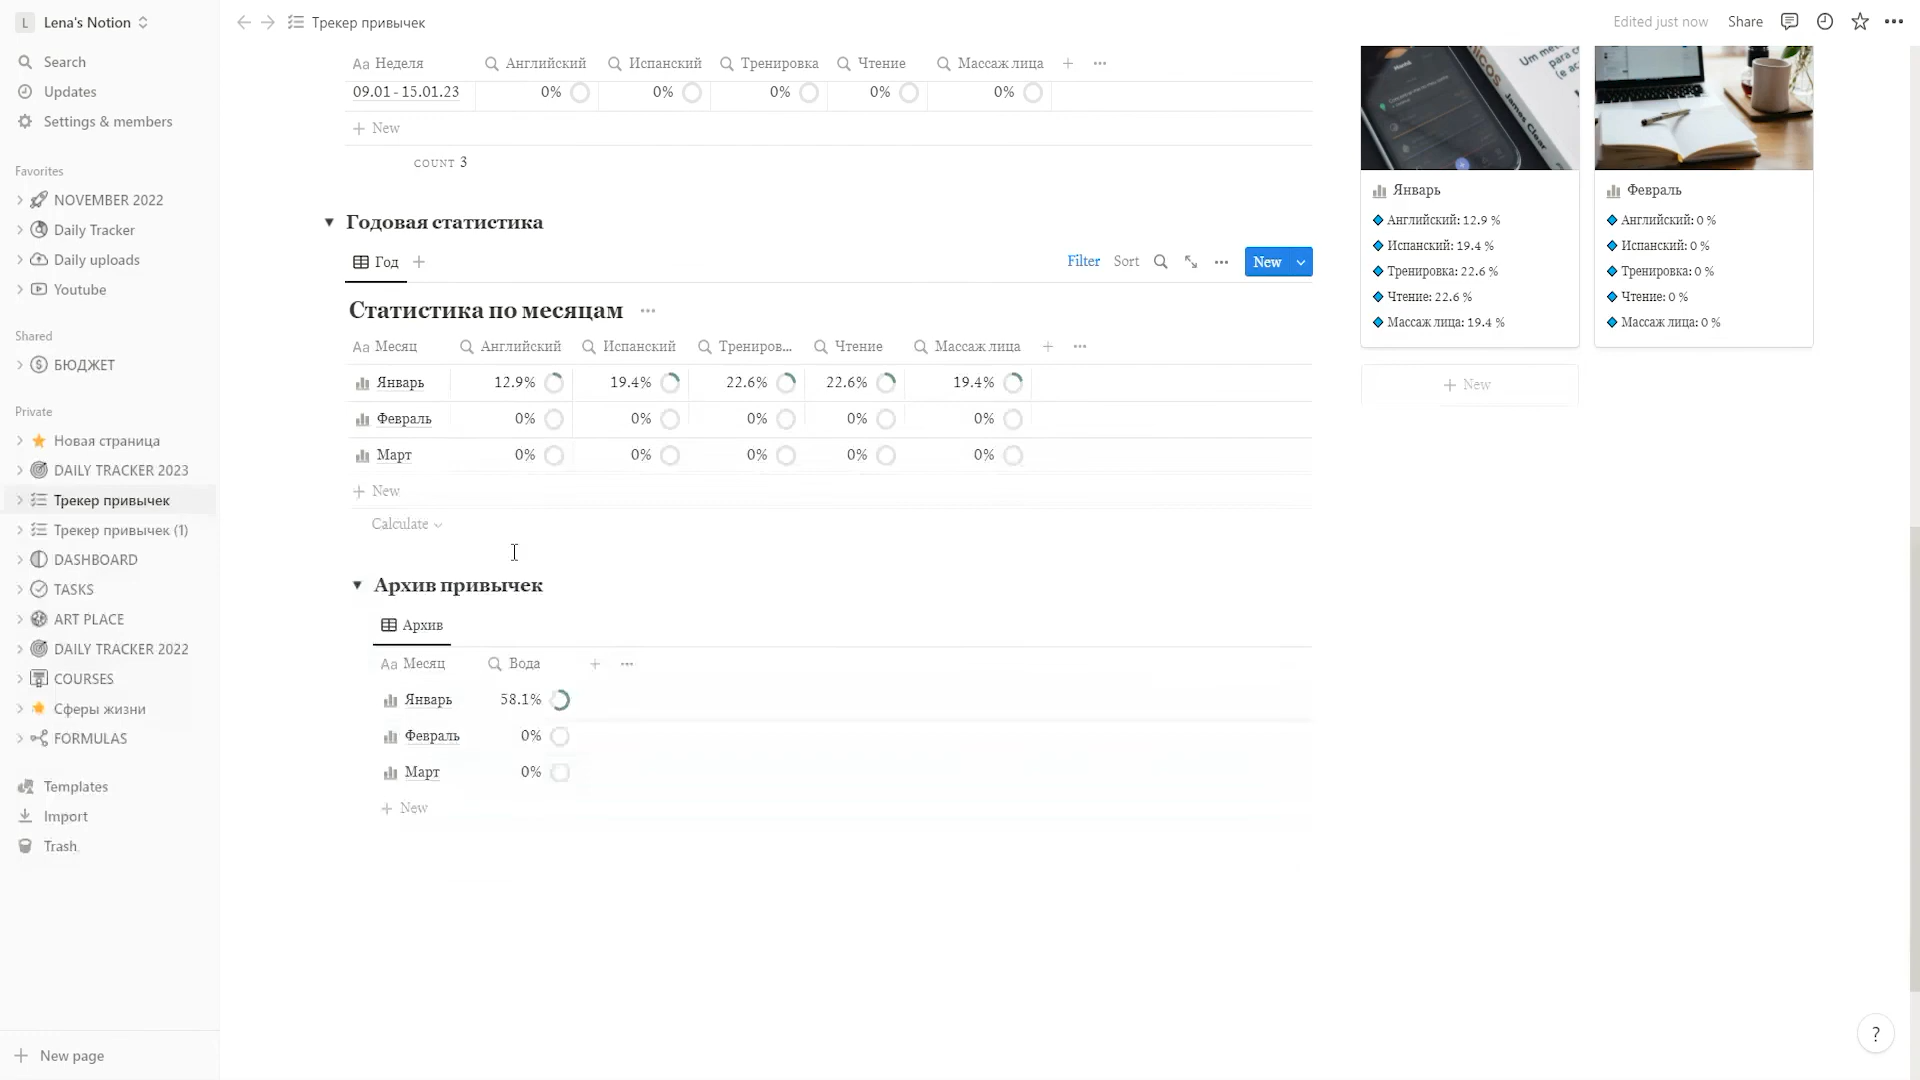 L Lena's Notion
Search
Updates
Settings & members
Favorites
NOVEMBER 2022
Daily Tracker
Daily uploads
Youtube
Shared
БЮДЖЕТ
Private
Новая страница
DAILY TRACKER 2023
Трекер привычек
Трекер привычек (1)
DASHBOARD
TASKS
ART PLACE
DAILY TRACKER 2022
COURSES
Сферы жизни
FORMULAS
Templates
Import
Trash
New page
Трекер привычек
Edited just now Share
Aa Неделя Английский Испанский Тренировка Чтение Массаж лица
09.01 - 15.01.23 0% 0% 0% 0% 0%
New
COUNT 3
Годовая статистика
Год
Filter Sort New
Статистика по месяцам
Aa Месяц Английский Испанский Трениров... Чтение Массаж лица
Январь 12.9% 19.4% 22.6% 22.6% 19.4%
Февраль 0% 0% 0% 0% 0%
Март 0% 0% 0% 0% 0%
New
Calculate
Архив привычек
Архив
Aa Месяц Вода
Январь 58.1%
Февраль 0%
Март 0%
New
James Clear
Январь
Английский: 12.9 %
Испанский: 19.4 %
Тренировка: 22.6 %
Чтение: 22.6 %
Массаж лица: 19.4 %
Февраль
Английский: 0 %
Испанский: 0 %
Тренировка: 0 %
Чтение: 0 %
Массаж лица: 0 %
New
?